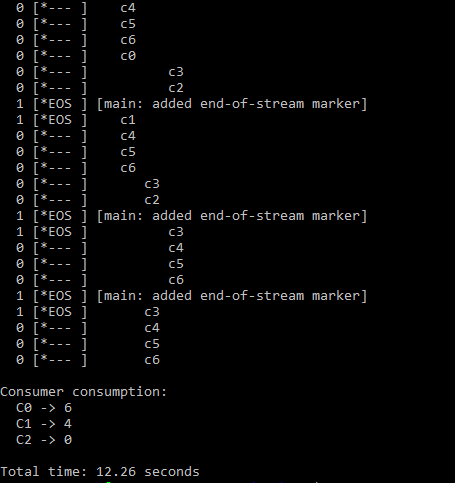 0 [*--- ]    c4
  0 [*--- ]    c5
  0 [*--- ]    c6
  0 [*--- ]    c0
  0 [*--- ]          c3
  0 [*--- ]          c2
  1 [*EOS ] [main: added end-of-stream marker]
  1 [*EOS ]    c1
  0 [*--- ]    c4
  0 [*--- ]    c5
  0 [*--- ]    c6
  0 [*--- ]       c3
  0 [*--- ]       c2
  1 [*EOS ] [main: added end-of-stream marker]
  1 [*EOS ]          c3
  0 [*--- ]          c4
  0 [*--- ]          c5
  0 [*--- ]          c6
  1 [*EOS ] [main: added end-of-stream marker]
  1 [*EOS ]       c3
  0 [*--- ]       c4
  0 [*--- ]       c5
  0 [*--- ]       c6

Consumer consumption:
  C0 -> 6
  C1 -> 4
  C2 -> 0

Total time: 12.26 seconds